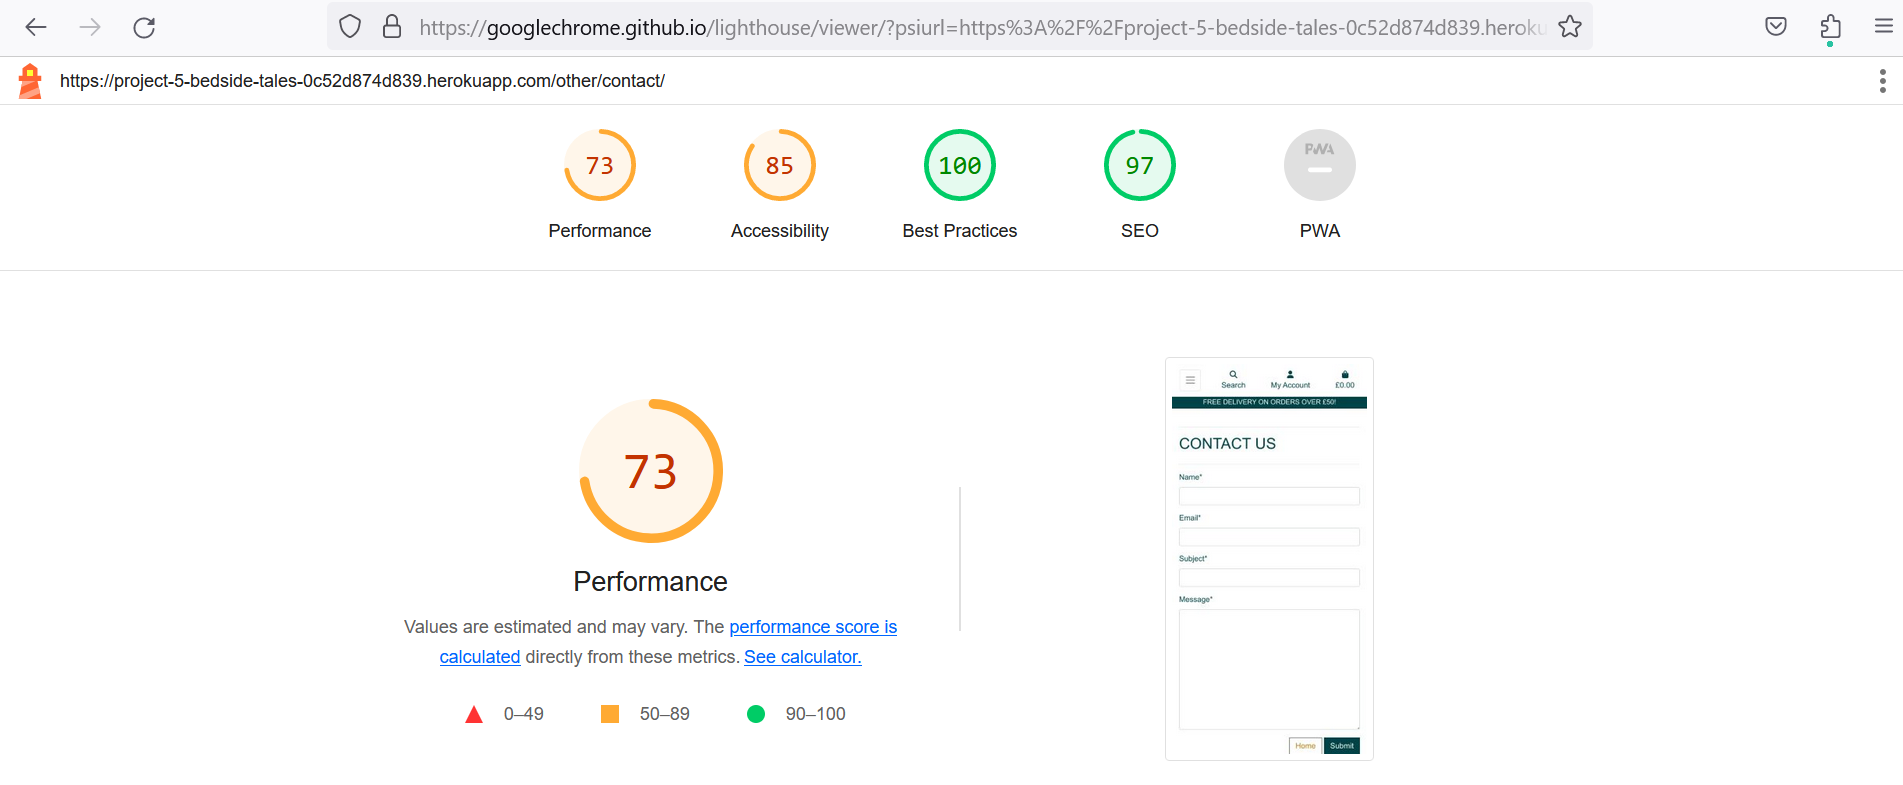 https://googlechrome.github.io/lighthouse/viewer/?psiurl=https%3A%2F%2Fproject-5-bedside-tales-0c52d874d839.heroku
https://project-5-bedside-tales-0c52d874d839.herokuapp.com/other/contact/
73 85 100 97 PWA
Performance Accessibility Best Practices SEO PWA
73
Performance
Values are estimated and may vary. The performance score is
calculated directly from these metrics. See calculator.
0–49 50–89 90–100
Search My Account £0.00
FREE DELIVERY ON ORDERS OVER £50!
CONTACT US
Name*
Email*
Subject*
Message*
Home Submit